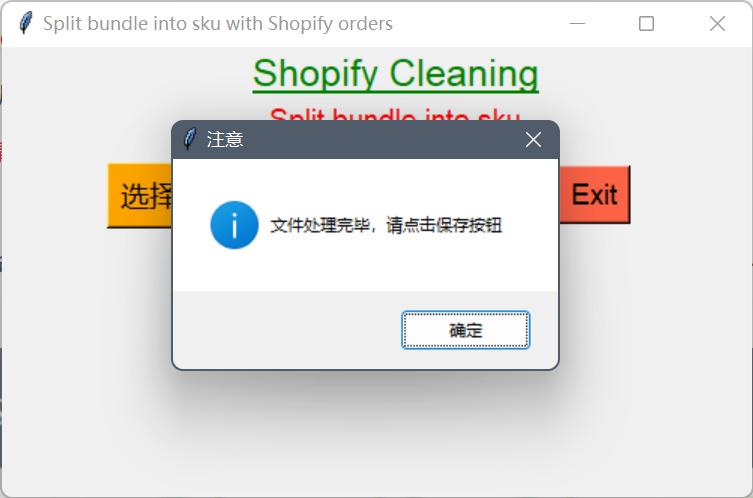 Split bundle into sku with Shopify orders
Shopify Cleaning
Split bundle into sku
注意
选择
Exit
文件处理完毕，请点击保存按钮
确定